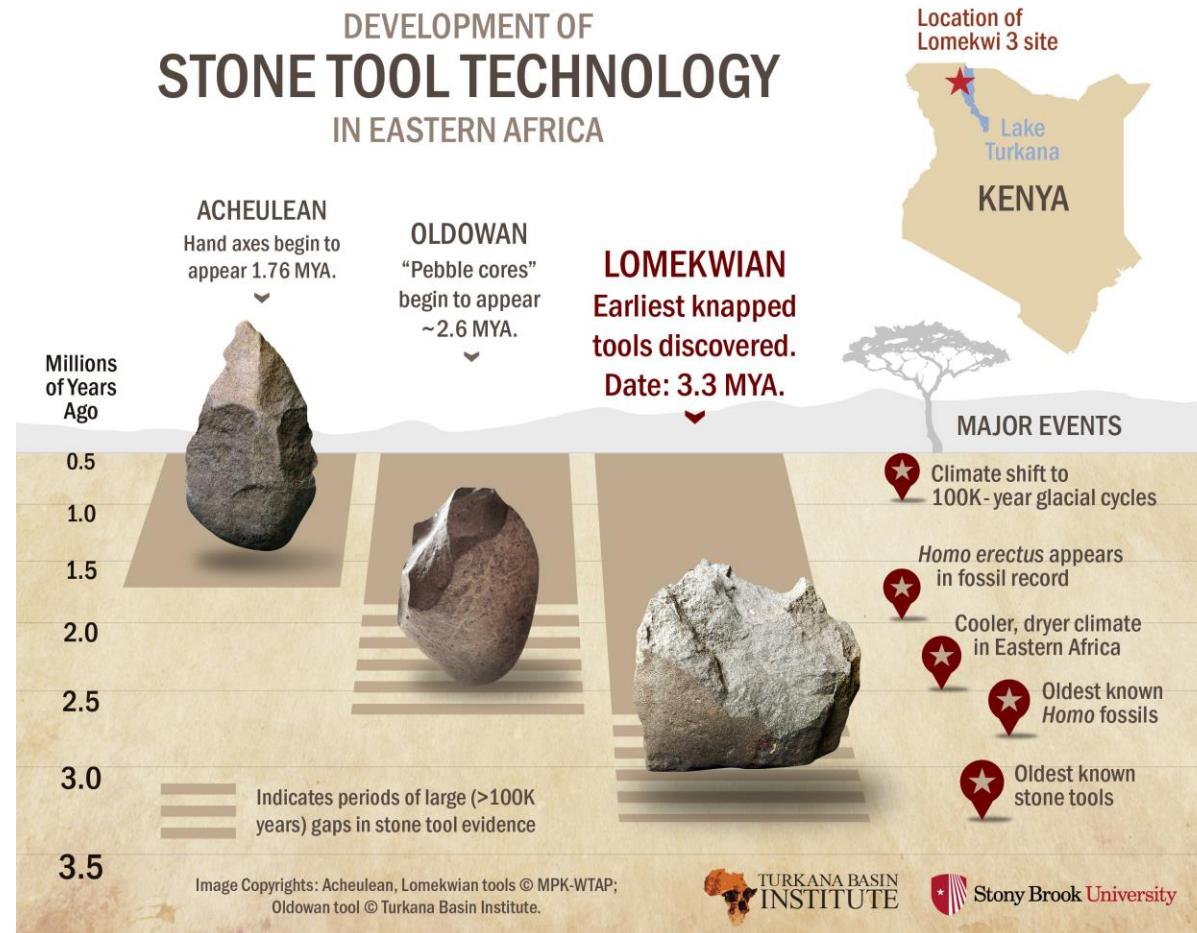 DEVELOPMENT OF
STONE TOOL TECHNOLOGY
IN EASTERN AFRICA
Location of
Lomekwi 3 site
Lake
Turkana
KENYA
ACHEULEAN
Hand axes begin to
appear 1.76 MYA.
OLDOWAN
“Pebble cores”
begin to appear
~2.6 MYA.
LOMEKWIAN
Earliest knapped
tools discovered.
Date: 3.3 MYA.
Millions
of Years
Ago
0.5
1.0
1.5
2.0
2.5
3.0
3.5
MAJOR EVENTS
Climate shift to
100K-year glacial cycles
Homo erectus appears
in fossil record
Cooler, dryer climate
in Eastern Africa
Oldest known
Homo fossils
Oldest known
stone tools
Indicates periods of large (>100K
years) gaps in stone tool evidence
Image Copyrights: Acheulean, Lomekwian tools © MPK-WTAP;
Oldowan tool © Turkana Basin Institute.
TURKANA BASIN
INSTITUTE
Stony Brook University